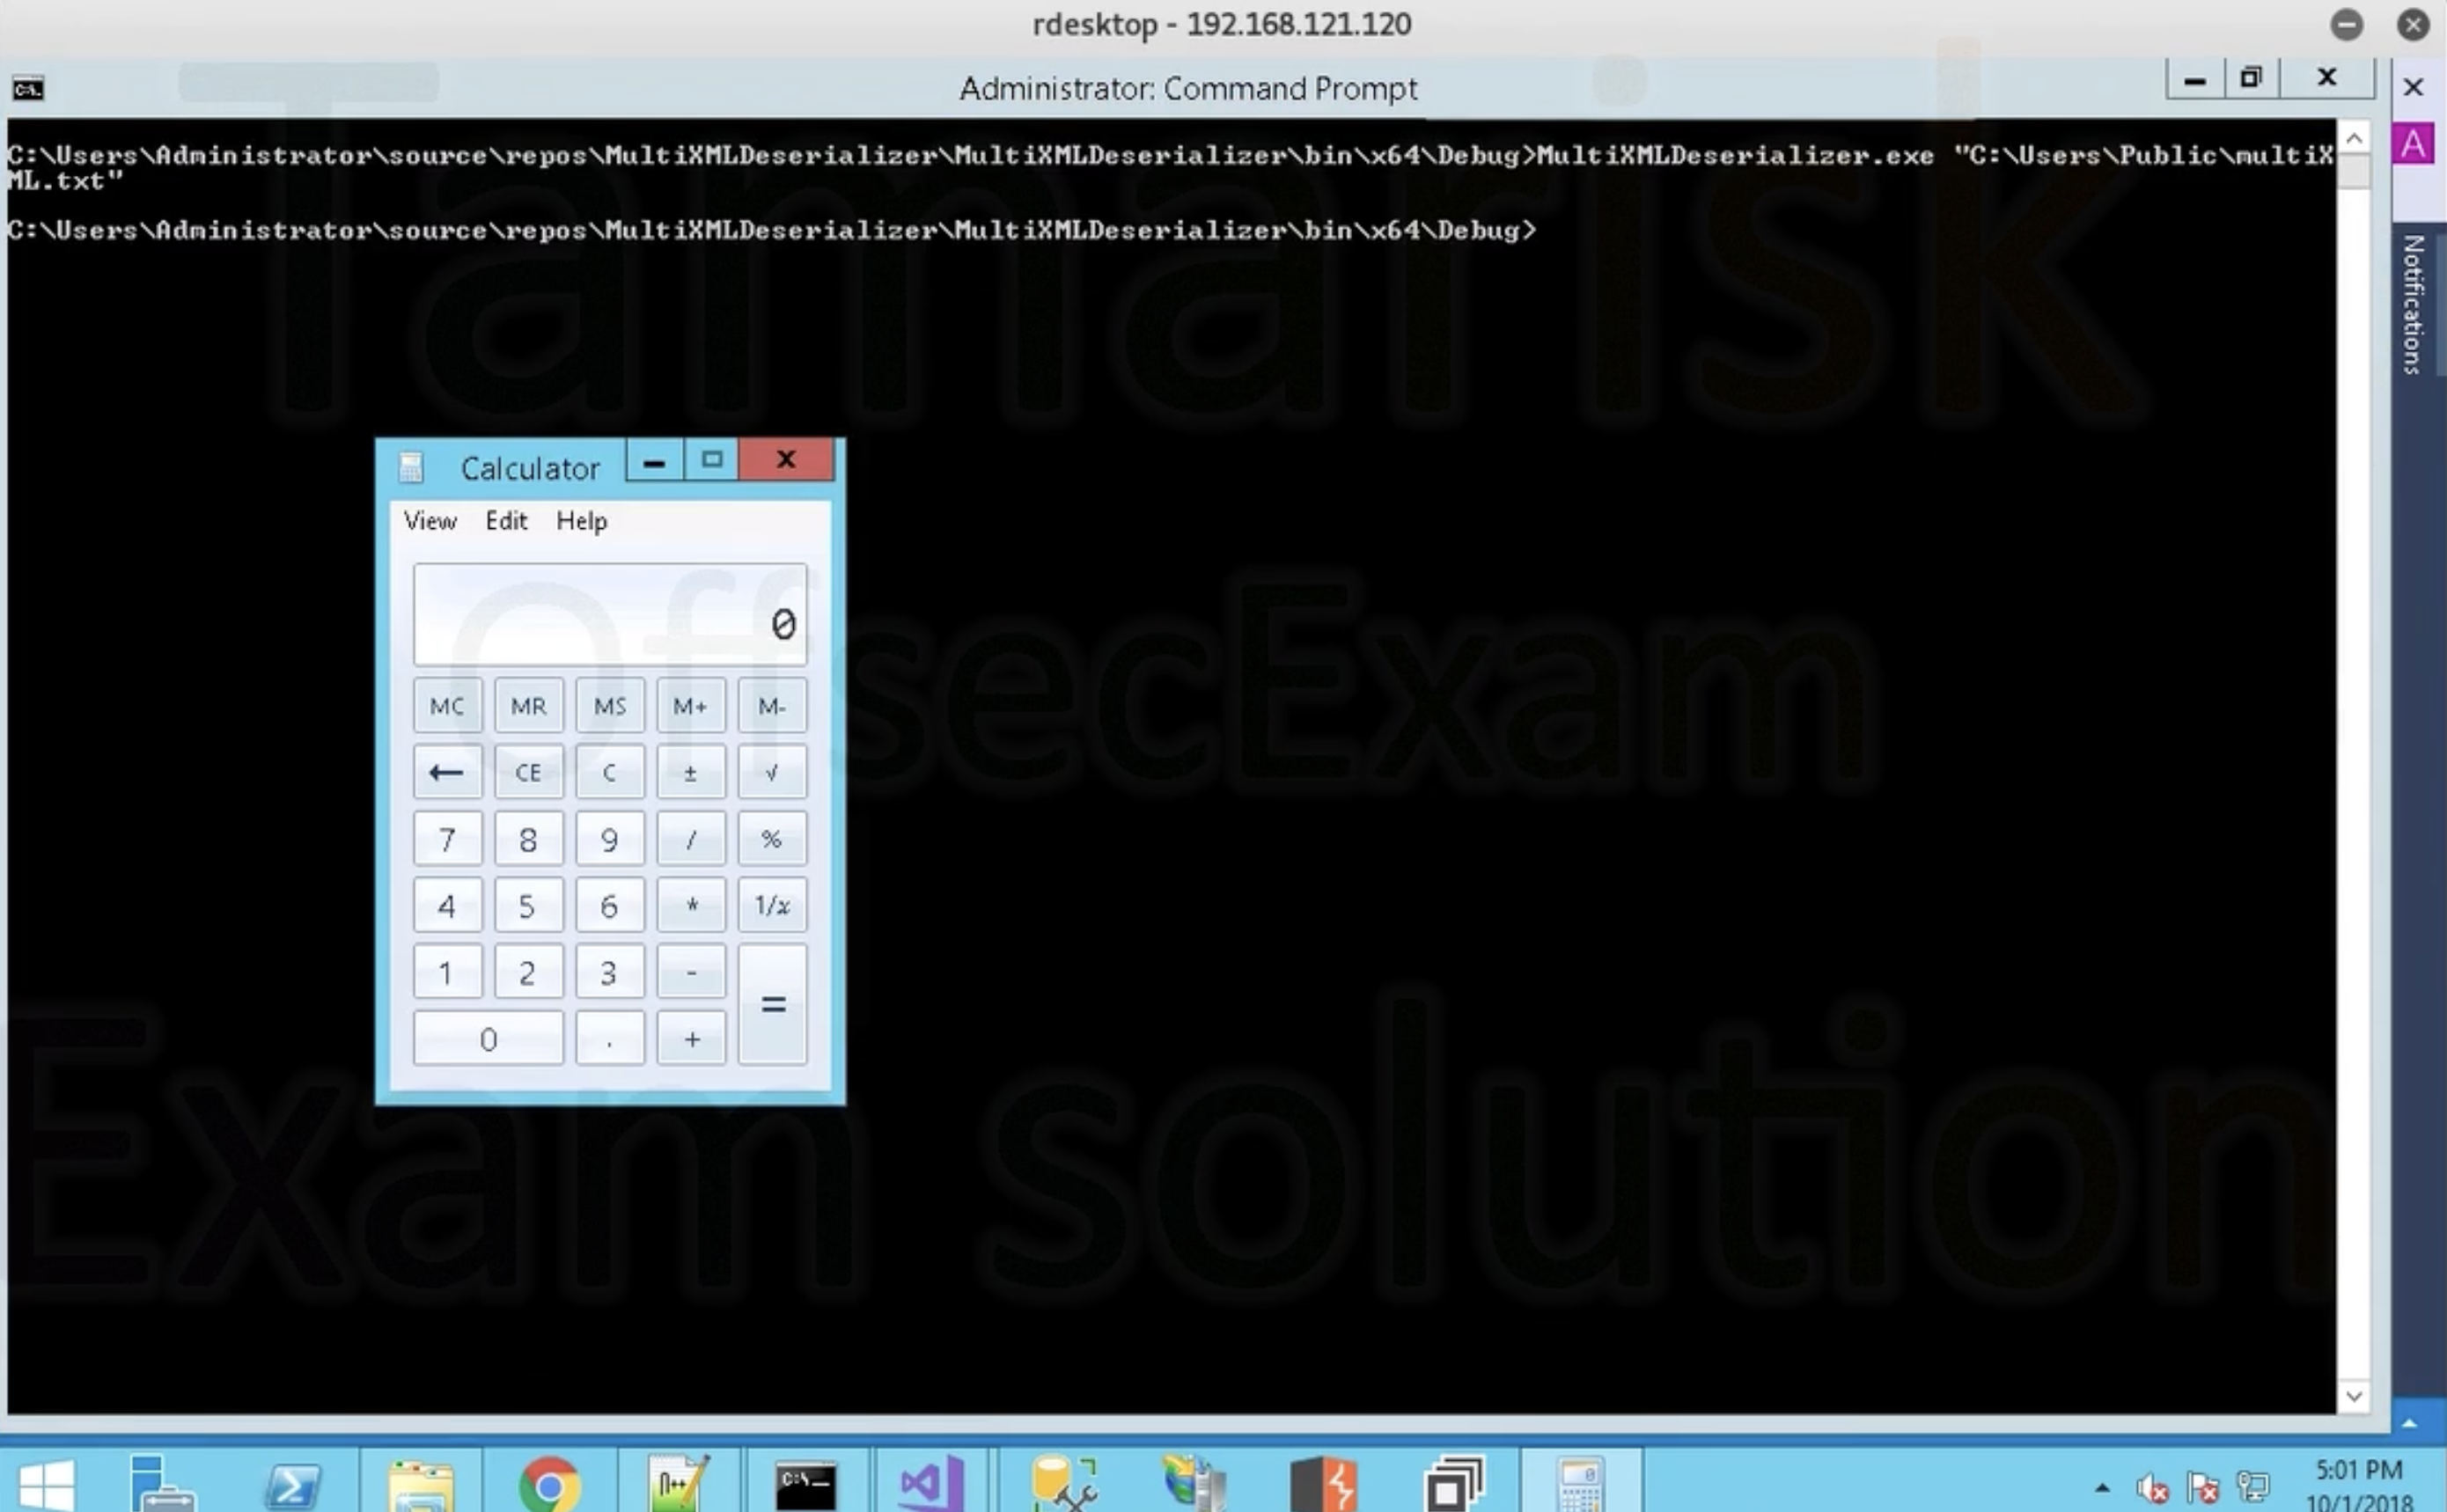 rdesktop - 192.168.121.120
Administrator: Command Prompt
C:\Users\Administrator\source\repos\MultiXMLDeserializer\MultiXMLDeserializer\bin\x64\Debug>MultiXMLDeserializer.exe "C:\Users\Public\multiX
ML.txt"
C:\Users\Administrator\source\repos\MultiXMLDeserializer\MultiXMLDeserializer\bin\x64\Debug>
A
Notifications
Tamarisk
Calculator
View Edit Help
0
OffsecExam
MC MR MS M+ M-
← CE C ± √
7 8 9 / %
4 5 6 * 1/x
1 2 3 -
=
0 . +
Exam solution
5:01 PM
10/1/2018